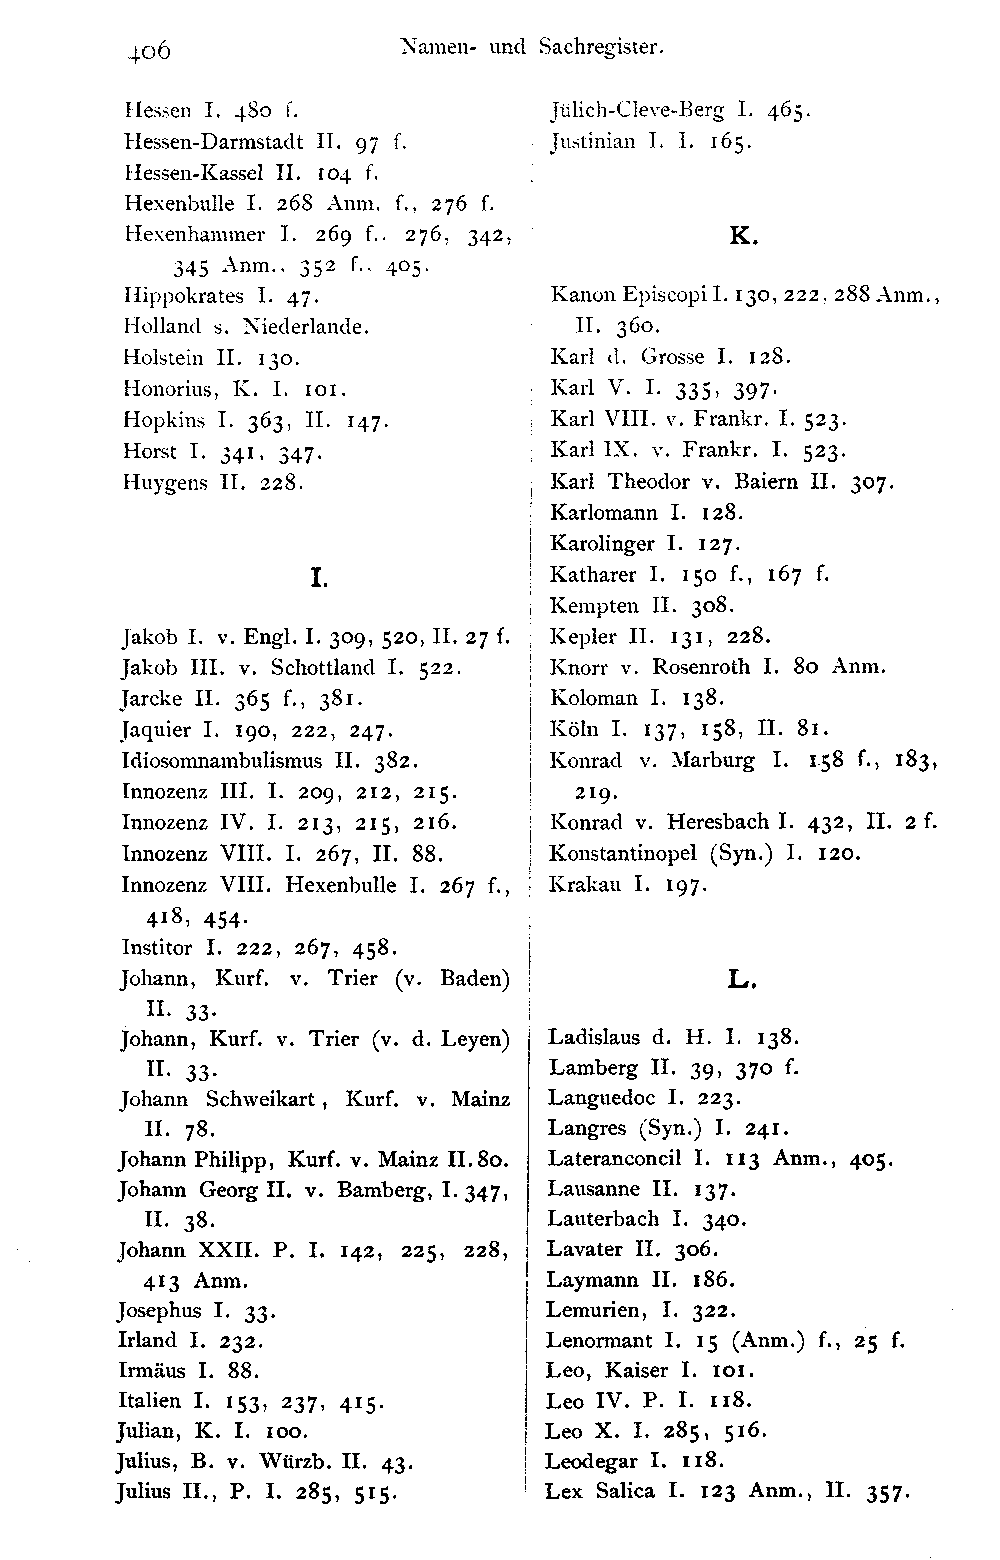 406
Namen- und Sachregister.
Hessen I. 480 f.
Hessen-Darmstadt II. 97 f.
Hessen-Kassel II. 104 f.
Hexenbulle I. 268 Anm. f., 276 f.
Hexenhammer I. 269 f.. 276, 342,
345 Anm., 352 f.. 405.
Hippokrates I. 47.
Holland s. Niederlande.
Holstein II. 130.
Honorius, K. I. 101.
Hopkins I. 363, II. 147.
Horst I. 341, 347.
Huygens II. 228.
I.
Jakob I. v. Engl. I. 309, 520, II. 27 f.
Jakob III. v. Schottland I. 522.
Jarcke II. 365 f., 381.
Jaquier I. 190, 222, 247.
Idiosomnambulismus II. 382.
Innozenz III. I. 209, 212, 215.
Innozenz IV. I. 213, 215, 216.
Innozenz VIII. I. 267, II. 88.
Innozenz VIII. Hexenbulle I. 267 f.,
418, 454.
Institor I. 222, 267, 458.
Johann, Kurf. v. Trier (v. Baden)
II. 33.
Johann, Kurf. v. Trier (v. d. Leyen)
II. 33.
Johann Schweikart, Kurf. v. Mainz
II. 78.
Johann Philipp, Kurf. v. Mainz II. 80.
Johann Georg II. v. Bamberg, I. 347,
II. 38.
Johann XXII. P. I. 142, 225, 228,
413 Anm.
Josephus I. 33.
Irland I. 232.
Irmäus I. 88.
Italien I. 153, 237, 415.
Julian, K. I. 100.
Julius, B. v. Würzb. II. 43.
Julius II., P. I. 285, 515.
Jülich-Cleve-Berg I. 465.
Justinian I. I. 165.
K.
Kanon Episcopi I. 130, 222, 288 Anm.,
II. 360.
Karl d. Grosse I. 128.
Karl V. I. 335, 397.
Karl VIII. v. Frankr. I. 523.
Karl IX. v. Frankr. I. 523.
Karl Theodor v. Baiern II. 307.
Karlomann I. 128.
Karolinger I. 127.
Katharer I. 150 f., 167 f.
Kempten II. 308.
Kepler II. 131, 228.
Knorr v. Rosenroth I. 80 Anm.
Koloman I. 138.
Köln I. 137, 158, II. 81.
Konrad v. Marburg I. 158 f., 183,
219.
Konrad v. Heresbach I. 432, II. 2 f.
Konstantinopel (Syn.) I. 120.
Krakau I. 197.
L.
Ladislaus d. H. I. 138.
Lamberg II. 39, 370 f.
Languedoc I. 223.
Langres (Syn.) I. 241.
Lateranconcil I. 113 Anm., 405.
Lausanne II. 137.
Lauterbach I. 340.
Lavater II. 306.
Laymann II. 186.
Lemurien, I. 322.
Lenormant I. 15 (Anm.) f., 25 f.
Leo, Kaiser I. 101.
Leo IV. P. I. 118.
Leo X. I. 285, 516.
Leodegar I. 118.
Lex Salica I. 123 Anm., II. 357.